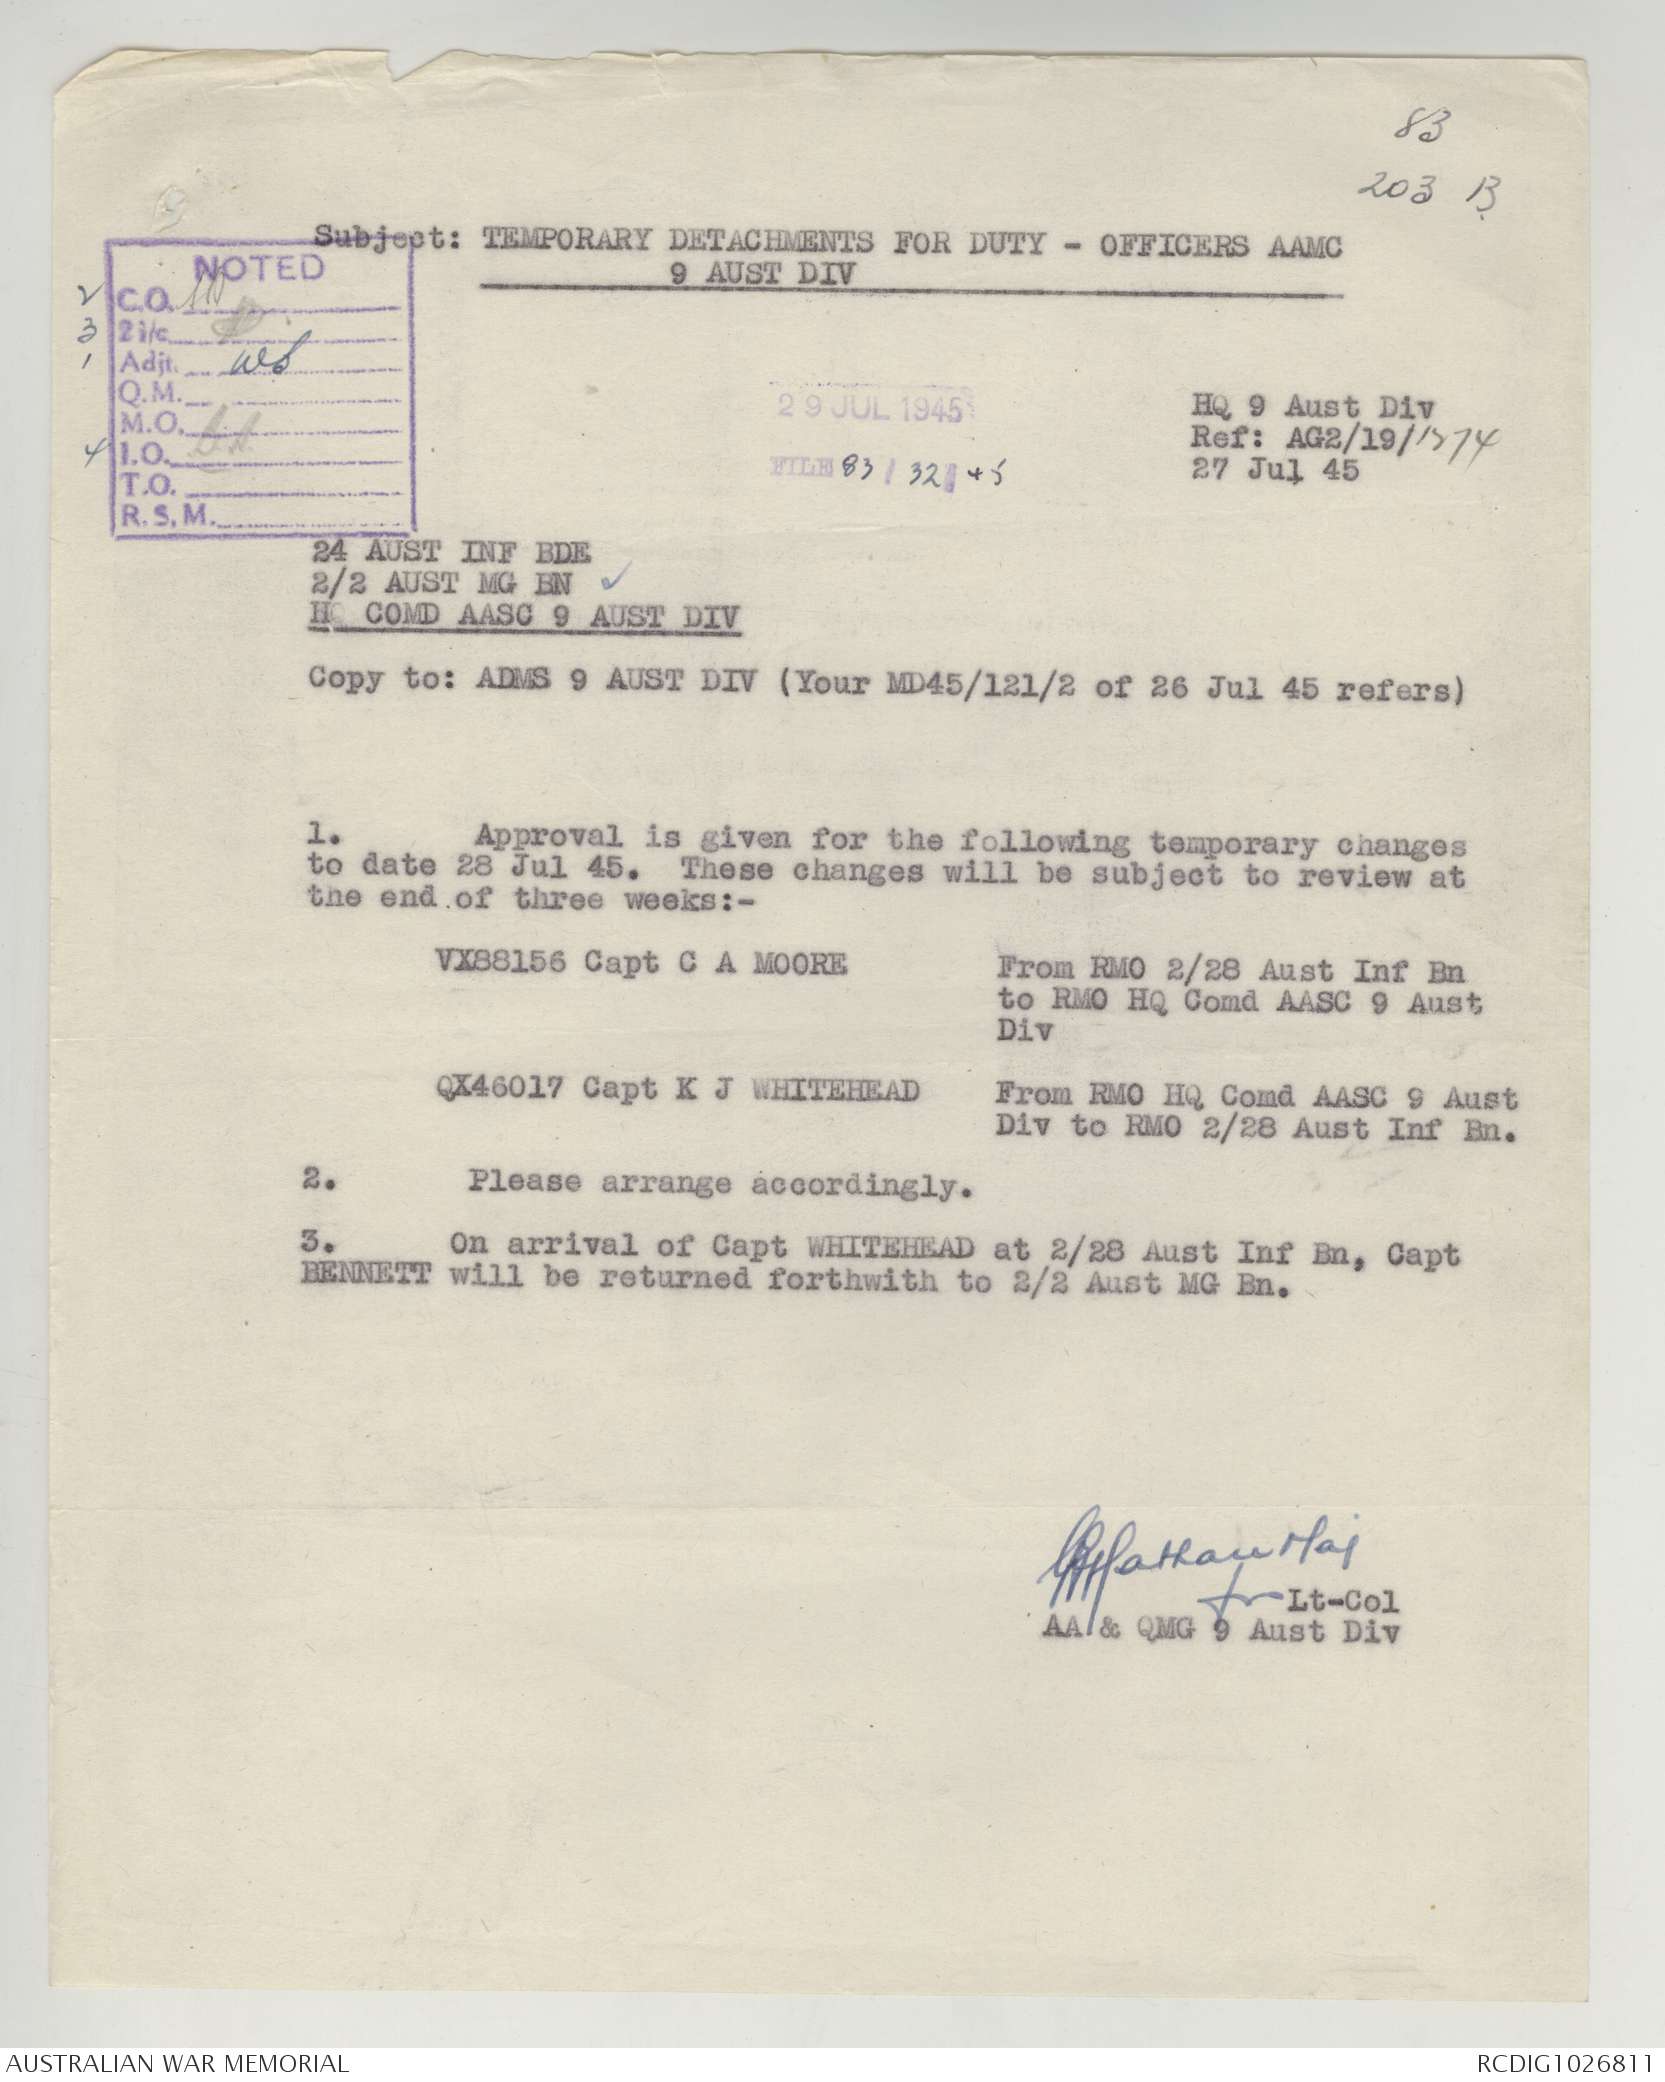 83
203 B
Subject: TEMPORARY DETACHMENTS FOR DUTY - OFFICERS AAMC
9 AUST DIV
NOTED
2 C.O.
3 2 i/c
1 Adjt. WS
Q.M.
M.O.
4 I.O.
T.O.
R.S.M.
29 JUL 1945
FILE 83/32/45
HQ 9 Aust Div
Ref: AG2/19/1374
27 Jul 45
24 AUST INF BDE
2/2 AUST MG BN ✓
HQ COMD AASC 9 AUST DIV
Copy to: ADMS 9 AUST DIV (Your MD45/121/2 of 26 Jul 45 refers)
1. Approval is given for the following temporary changes
to date 28 Jul 45. These changes will be subject to review at
the end of three weeks:-
VX88156 Capt C A MOORE From RMO 2/28 Aust Inf Bn
to RMO HQ Comd AASC 9 Aust
Div
QX46017 Capt K J WHITEHEAD From RMO HQ Comd AASC 9 Aust
Div to RMO 2/28 Aust Inf Bn.
2. Please arrange accordingly.
3. On arrival of Capt WHITEHEAD at 2/28 Aust Inf Bn, Capt
BENNETT will be returned forthwith to 2/2 Aust MG Bn.
Maj
for Lt-Col
AA & QMG 9 Aust Div
AUSTRALIAN WAR MEMORIAL
RCDIG1026811